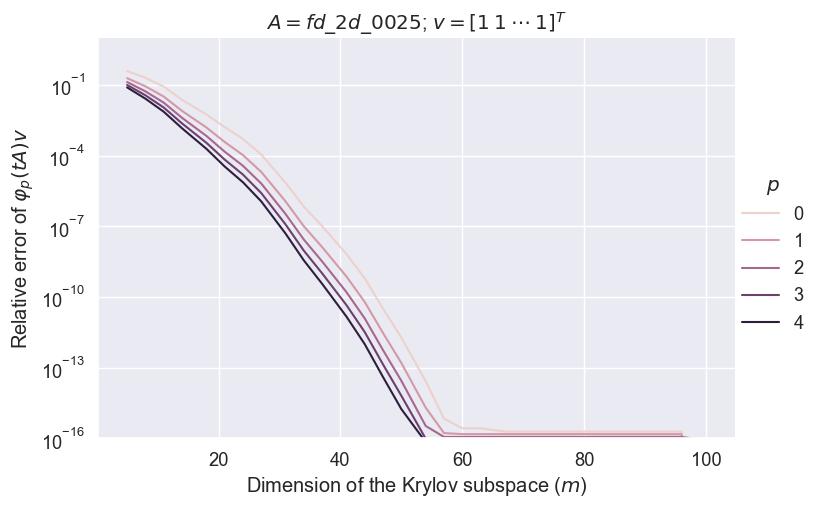 A = fd_2d_0025; v = [1 1 ⋯ 1]^T
Relative error of φ_p(tA)v
10^−1
10^−4
10^−7
10^−10
10^−13
10^−16
20 40 60 80 100
Dimension of the Krylov subspace (m)
p
0
1
2
3
4